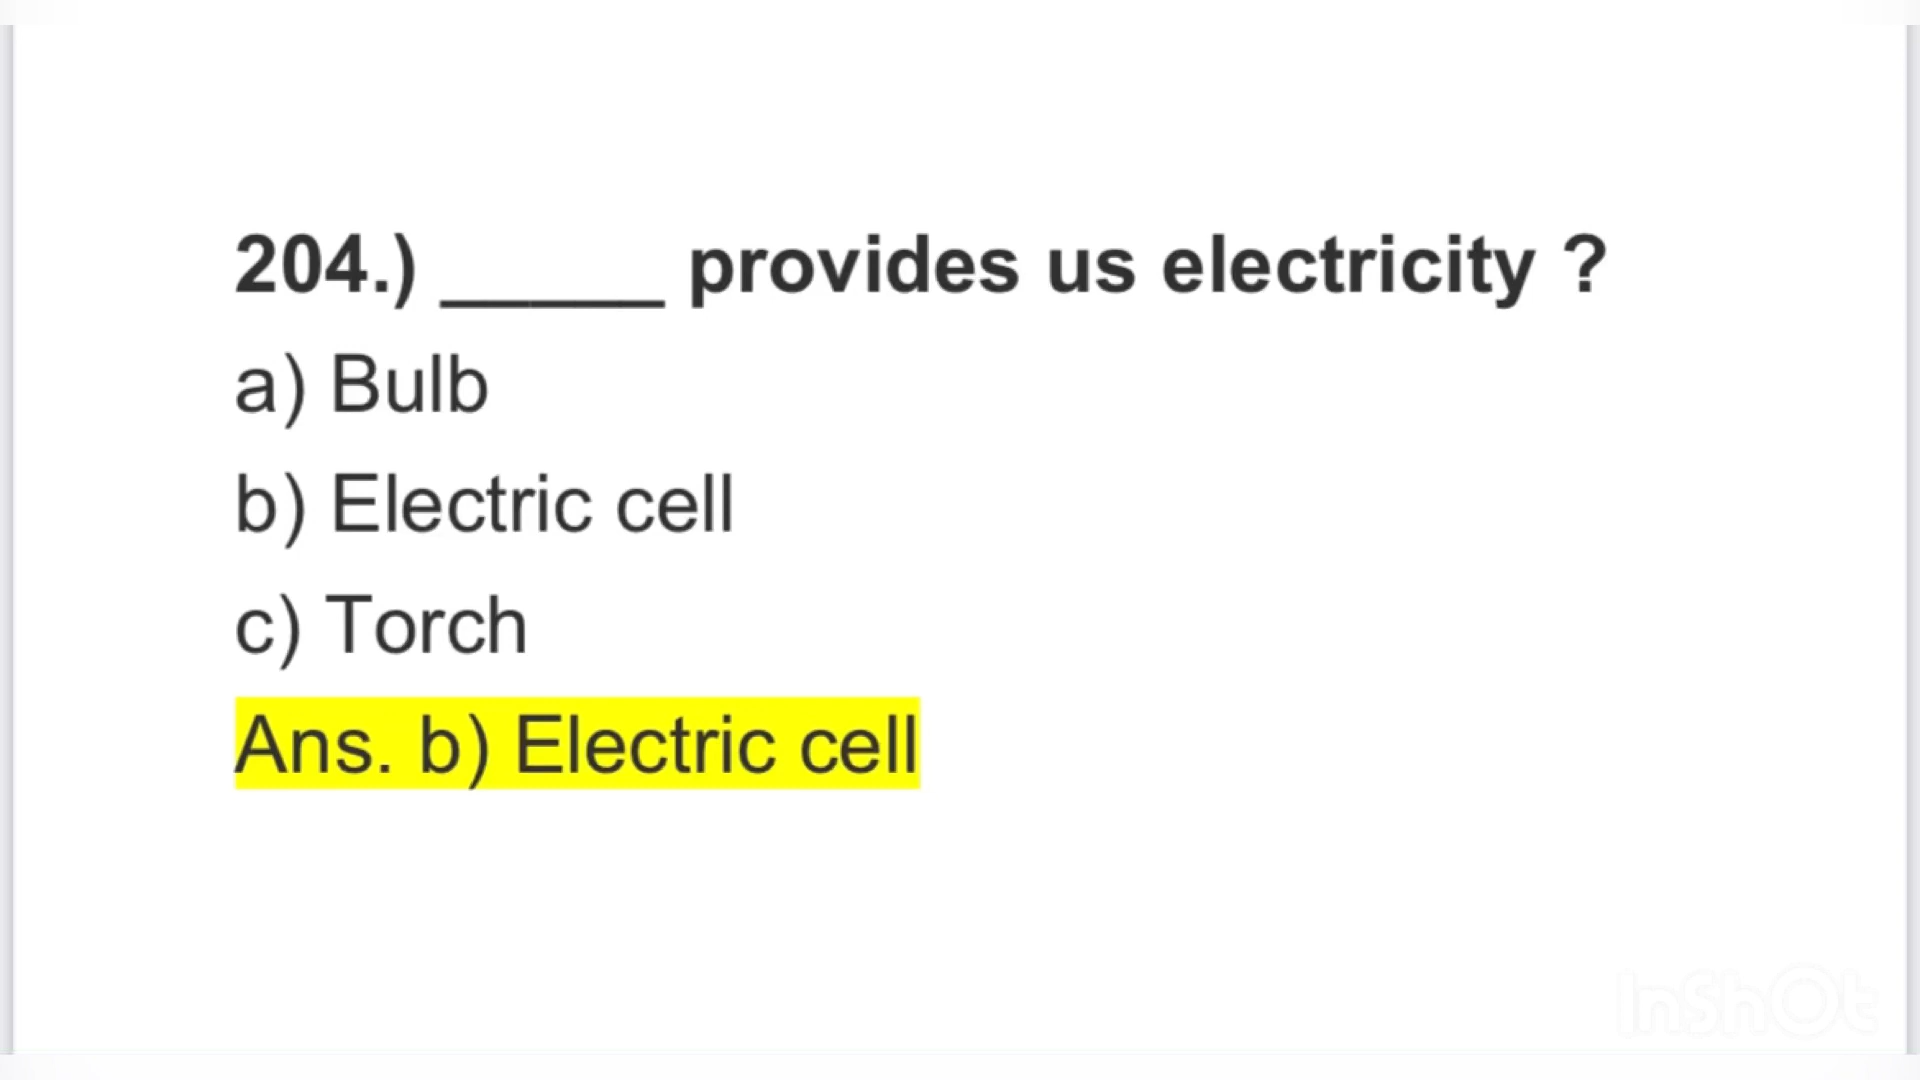 204.) _____ provides us electricity ?
a) Bulb
b) Electric cell
c) Torch
Ans. b) Electric cell
InShOt